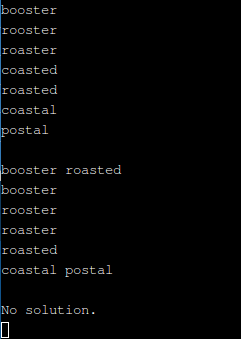 booster
rooster
roaster
coasted
roasted
coastal
postal

booster roasted
booster
rooster
roaster
roasted
coastal postal

No solution.